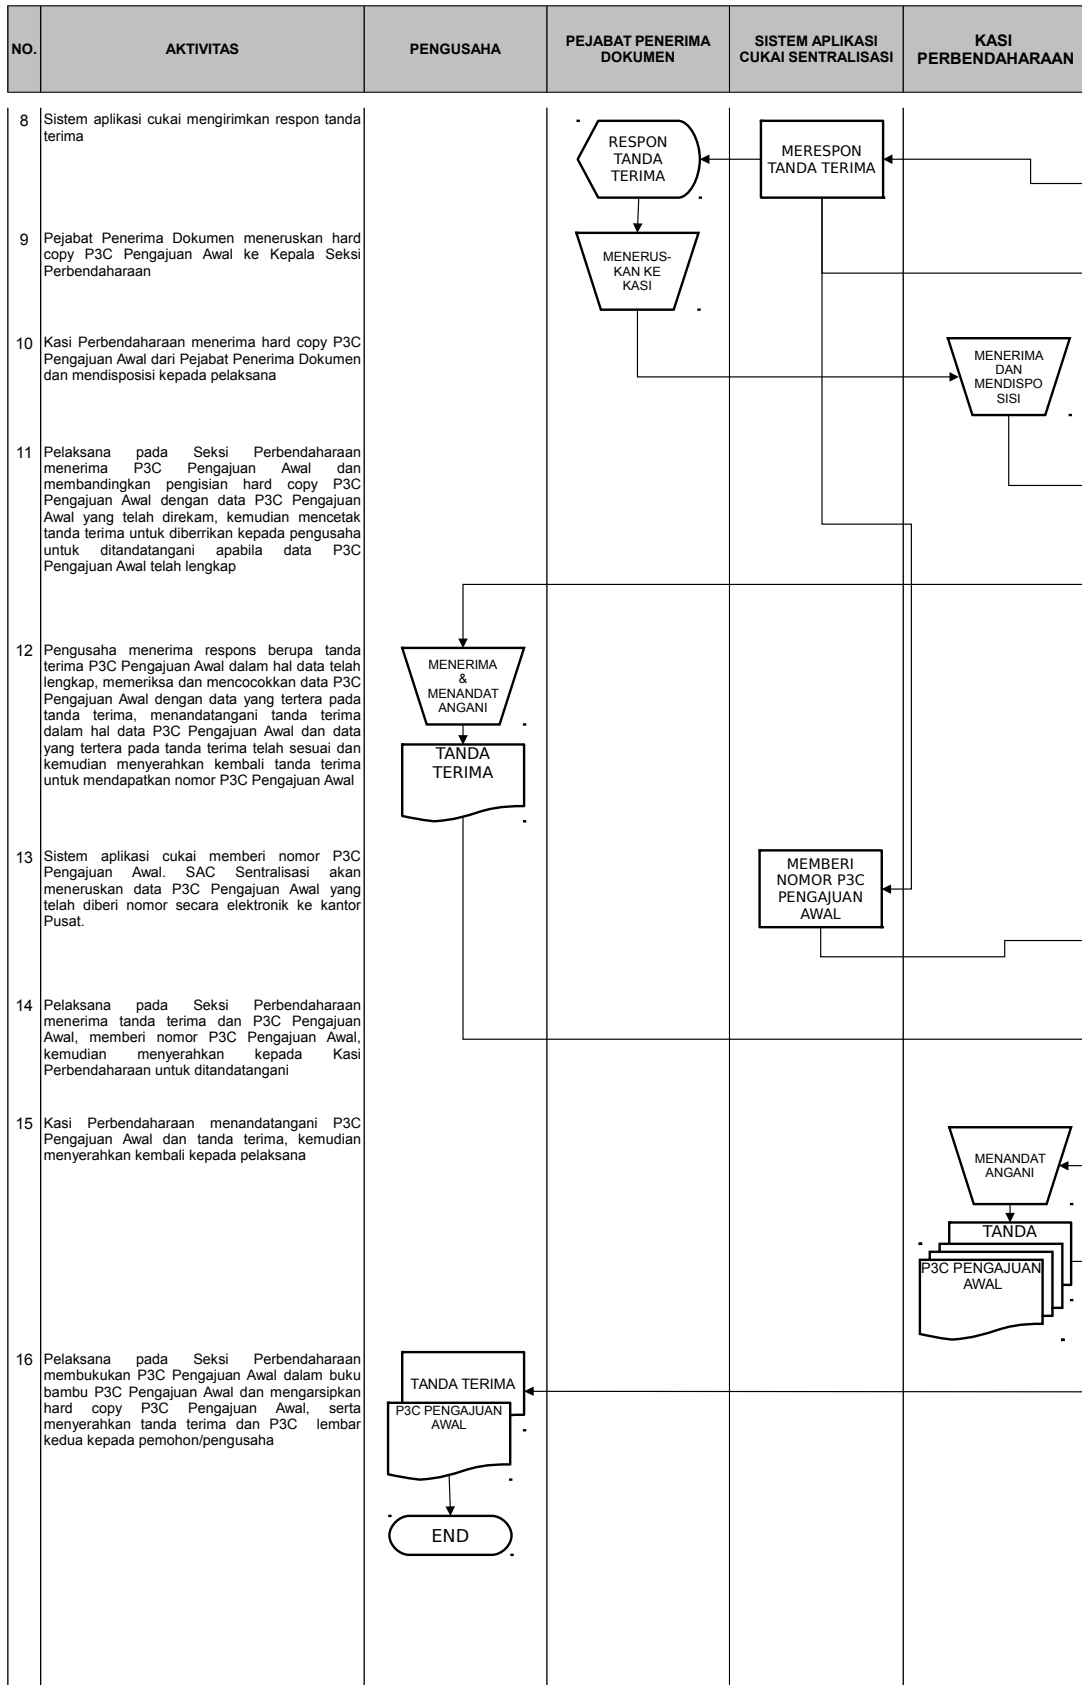 NO.
AKTIVITAS
PENGUSAHA
PEJABAT PENERIMA
DOKUMEN
SISTEM APLIKASI
CUKAI SENTRALISASI
KASI
PERBENDAHARAAN
8
Sistem aplikasi cukai mengirimkan respon tanda
terima
RESPON
TANDA
TERIMA
MERESPON
TANDA TERIMA
9
Pejabat Penerima Dokumen meneruskan hard
copy P3C Pengajuan Awal ke Kepala Seksi
Perbendaharaan
MENERUS-
KAN KE
KASI
10
Kasi Perbendaharaan menerima hard copy P3C
Pengajuan Awal dari Pejabat Penerima Dokumen
dan mendisposisi kepada pelaksana
MENERIMA
DAN
MENDISPO
SISI
11
Pelaksana pada Seksi Perbendaharaan
menerima P3C Pengajuan Awal dan
membandingkan pengisian hard copy P3C
Pengajuan Awal dengan data P3C Pengajuan
Awal yang telah direkam, kemudian mencetak
tanda terima untuk diberrikan kepada pengusaha
untuk ditandatangani apabila data P3C
Pengajuan Awal telah lengkap
12
Pengusaha menerima respons berupa tanda
terima P3C Pengajuan Awal dalam hal data telah
lengkap, memeriksa dan mencocokkan data P3C
Pengajuan Awal dengan data yang tertera pada
tanda terima, menandatangani tanda terima
dalam hal data P3C Pengajuan Awal dan data
yang tertera pada tanda terima telah sesuai dan
kemudian menyerahkan kembali tanda terima
untuk mendapatkan nomor P3C Pengajuan Awal
MENERIMA
&
MENANDAT
ANGANI
TANDA
TERIMA
13
Sistem aplikasi cukai memberi nomor P3C
Pengajuan Awal. SAC Sentralisasi akan
meneruskan data P3C Pengajuan Awal yang
telah diberi nomor secara elektronik ke kantor
Pusat.
MEMBERI
NOMOR P3C
PENGAJUAN
AWAL
14
Pelaksana pada Seksi Perbendaharaan
menerima tanda terima dan P3C Pengajuan
Awal, memberi nomor P3C Pengajuan Awal,
kemudian menyerahkan kepada Kasi
Perbendaharaan untuk ditandatangani
15
Kasi Perbendaharaan menandatangani P3C
Pengajuan Awal dan tanda terima, kemudian
menyerahkan kembali kepada pelaksana
MENANDAT
ANGANI
TANDA
P3C PENGAJUAN
AWAL
16
Pelaksana pada Seksi Perbendaharaan
membukukan P3C Pengajuan Awal dalam buku
bambu P3C Pengajuan Awal dan mengarsipkan
hard copy P3C Pengajuan Awal, serta
menyerahkan tanda terima dan P3C lembar
kedua kepada pemohon/pengusaha
TANDA TERIMA
P3C PENGAJUAN
AWAL
END